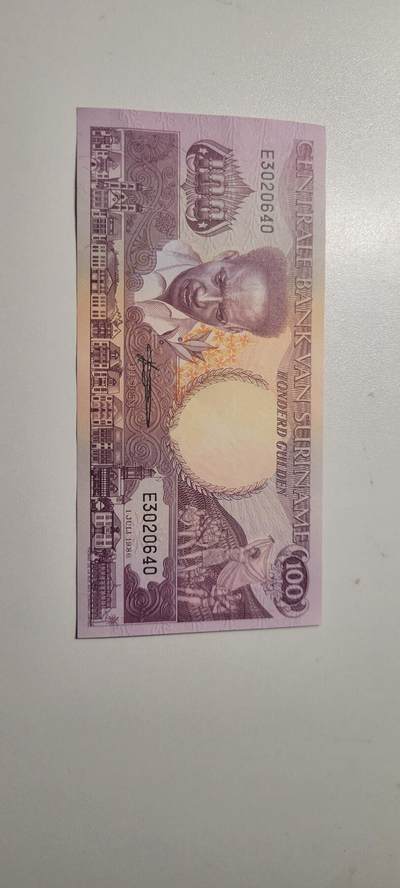 CENTRALE BANK VAN SURINAME
E3020640
HONDERD GULDEN
100
100
E3020640
1 JULI 1986